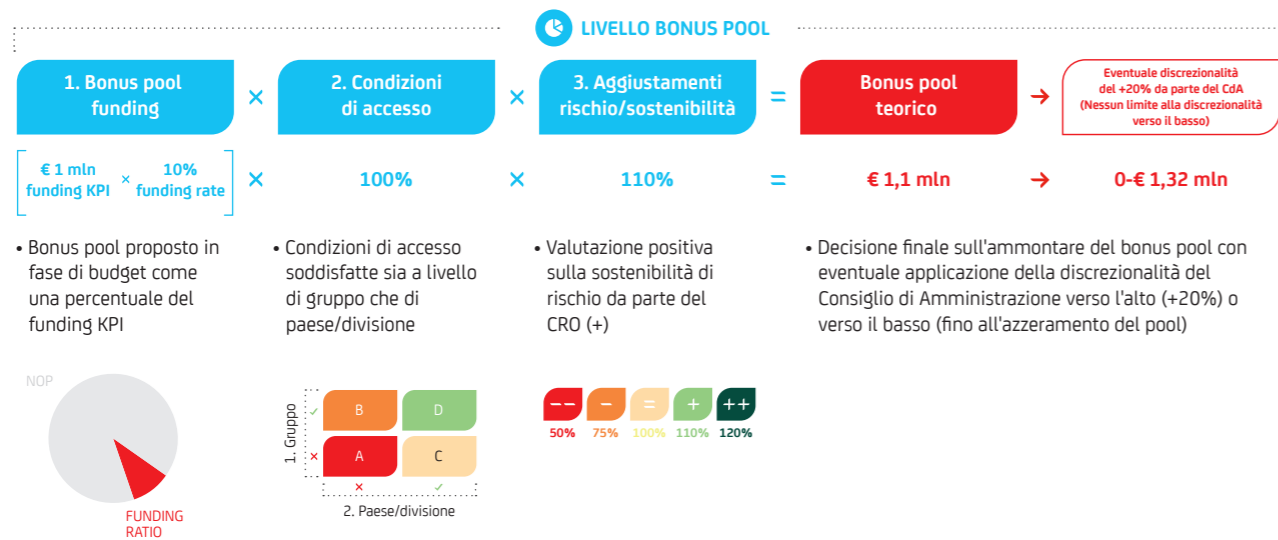 LIVELLO BONUS POOL
1. Bonus pool
funding
×
2. Condizioni
di accesso
×
3. Aggiustamenti
rischio/sostenibilità
=
Bonus pool
teorico
→
Eventuale discrezionalità
del +20% da parte del CdA
(Nessun limite alla discrezionalità
verso il basso)
€ 1 mln
funding KPI
×
10%
funding rate
×
100%
×
110%
=
€ 1,1 mln
→
0-€ 1,32 mln
• Bonus pool proposto in
fase di budget come
una percentuale del
funding KPI
• Condizioni di accesso
soddisfatte sia a livello
di gruppo che di
paese/divisione
• Valutazione positiva
sulla sostenibilità di
rischio da parte del
CRO (+)
• Decisione finale sull'ammontare del bonus pool con
eventuale applicazione della discrezionalità del
Consiglio di Amministrazione verso l'alto (+20%) o
verso il basso (fino all'azzeramento del pool)
NOP
FUNDING
RATIO
1. Gruppo
✓ B D
× A C
× ✓
2. Paese/divisione
-- - = + ++
50% 75% 100% 110% 120%